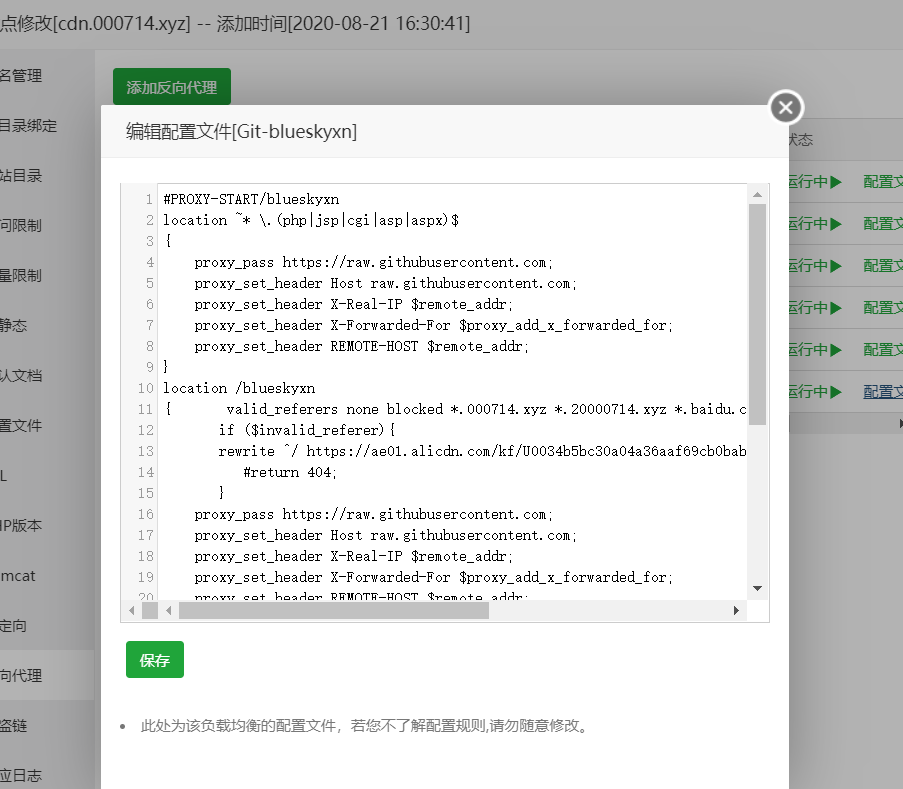 点修改[cdn.000714.xyz] -- 添加时间[2020-08-21 16:30:41]
名管理
目录绑定
站目录
问限制
量限制
静态
认文档
置文件
L
HP版本
mcat
定向
向代理
盗链
应日志
添加反向代理
状态
运行中 配置文
运行中 配置文
运行中 配置文
运行中 配置文
运行中 配置文
运行中 配置文
编辑配置文件[Git-blueskyxn]
1 #PROXY-START/blueskyxn
2 location ~* \.(php|jsp|cgi|asp|aspx)$
3 {
4 proxy_pass https://raw.githubusercontent.com;
5 proxy_set_header Host raw.githubusercontent.com;
6 proxy_set_header X-Real-IP $remote_addr;
7 proxy_set_header X-Forwarded-For $proxy_add_x_forwarded_for;
8 proxy_set_header REMOTE-HOST $remote_addr;
9 }
10 location /blueskyxn
11 { valid_referers none blocked *.000714.xyz *.20000714.xyz *.baidu.c
12 if ($invalid_referer){
13 rewrite ^/ https://ae01.alicdn.com/kf/U0034b5bc30a04a36aaf69cb0bab
14 #return 404;
15 }
16 proxy_pass https://raw.githubusercontent.com;
17 proxy_set_header Host raw.githubusercontent.com;
18 proxy_set_header X-Real-IP $remote_addr;
19 proxy_set_header X-Forwarded-For $proxy_add_x_forwarded_for;
20 proxy_set_header REMOTE-HOST $remote_addr;
保存
此处为该负载均衡的配置文件，若您不了解配置规则,请勿随意修改。